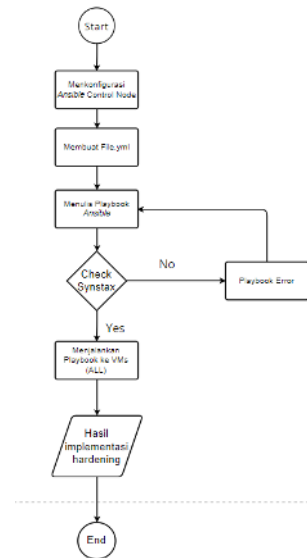 Start
Menkonfigurasi
Ansible Control Node
Membuat File.yml
Menulis Playbook
Ansible
Check
Synstax
No
Playbook Error
Yes
Menjalankan
Playbook ke VMs
(ALL)
Hasil
implementasi
hardening
End